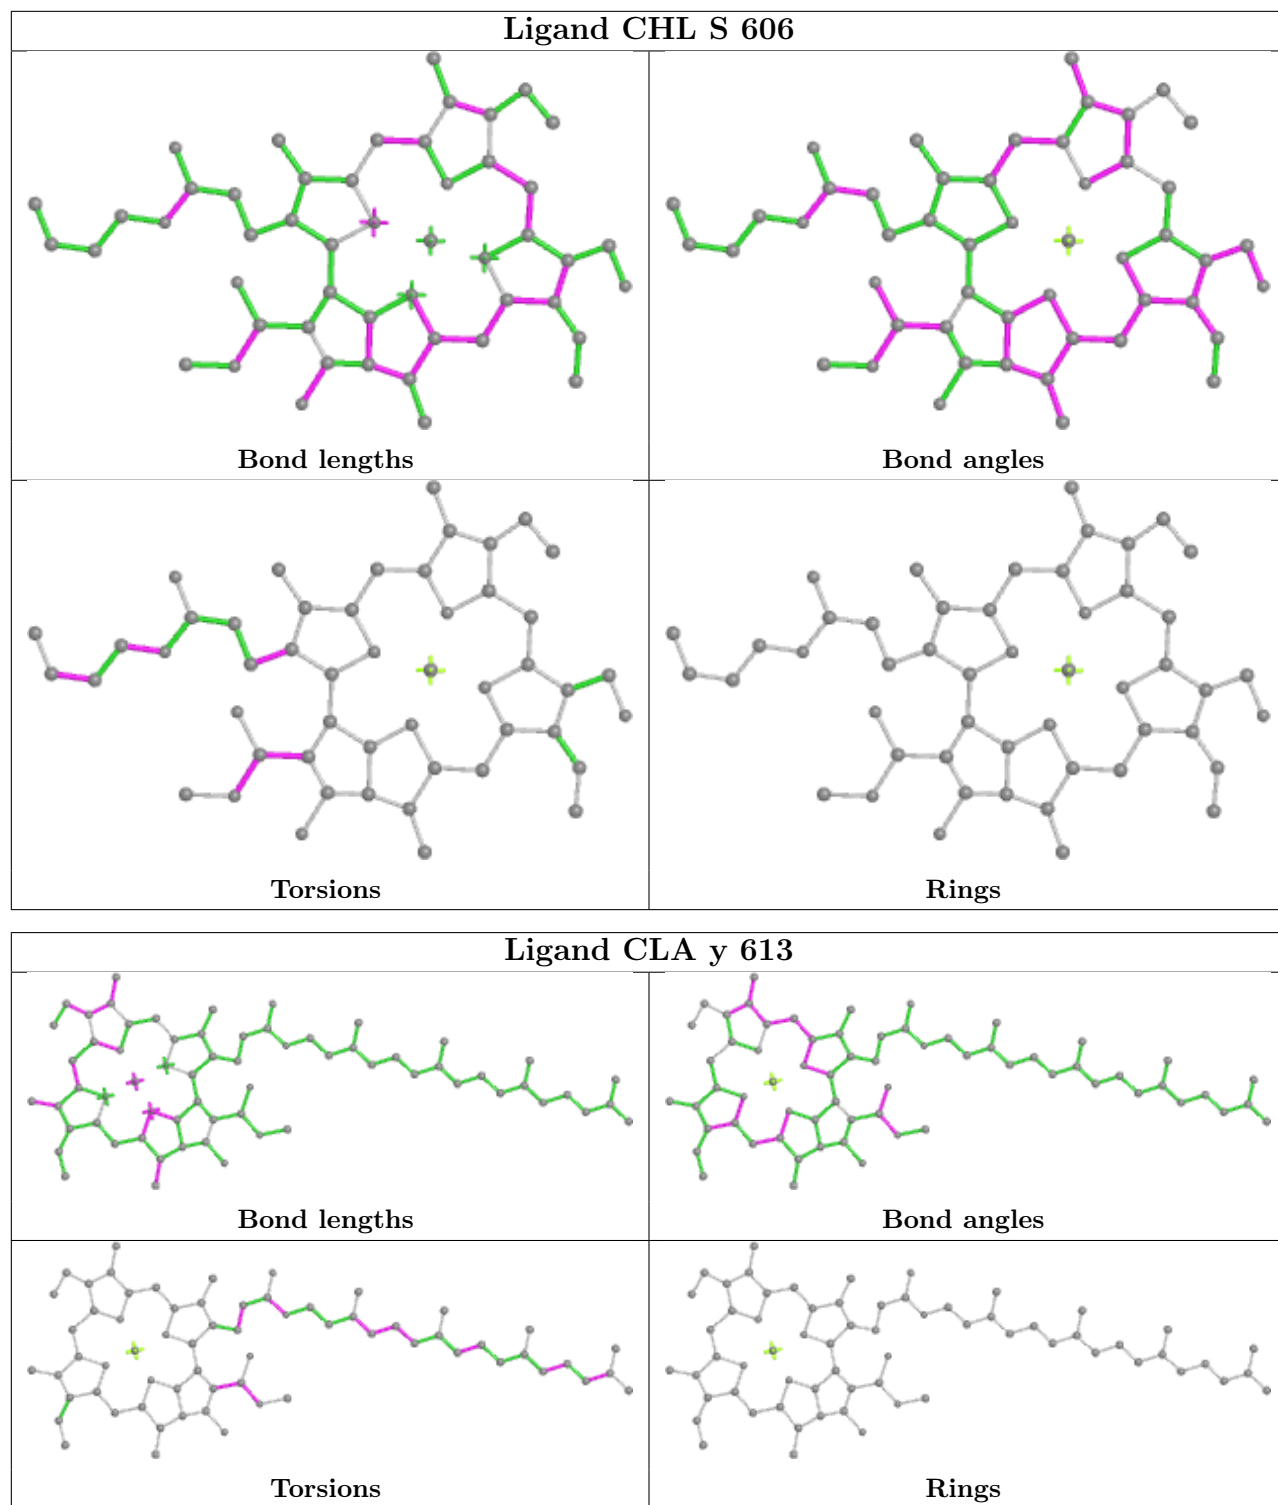 Ligand CHL S 606
Bond lengths
Bond angles
Torsions
Rings
Ligand CLA y 613
Bond lengths
Bond angles
Torsions
Rings